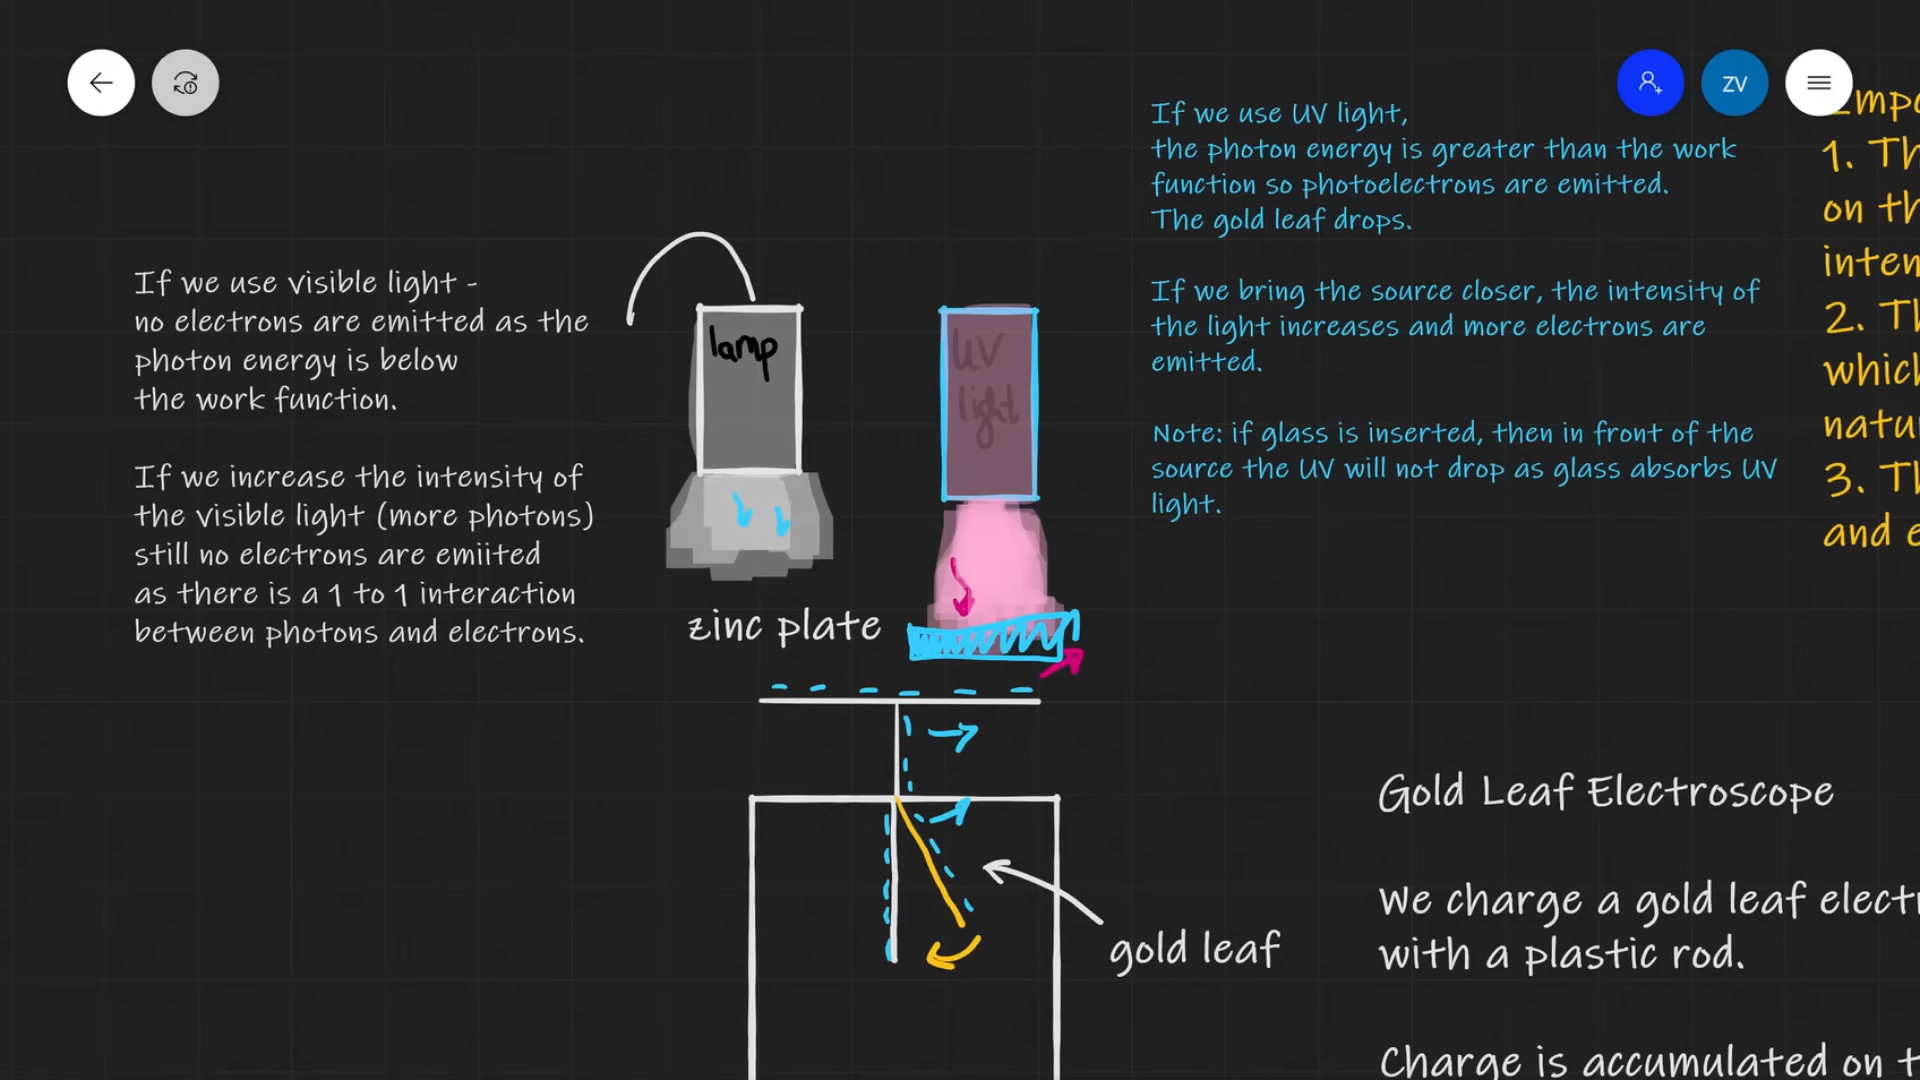 ZV
If we use visible light -
no electrons are emitted as the
photon energy is below
the work function.
If we increase the intensity of
the visible light (more photons)
still no electrons are emiited
as there is a 1 to 1 interaction
between photons and electrons.
lamp
UV
light
zinc plate
If we use UV light,
the photon energy is greater than the work
function so photoelectrons are emitted.
The gold leaf drops.
If we bring the source closer, the intensity of
the light increases and more electrons are
emitted.
Note: if glass is inserted, then in front of the
source the UV will not drop as glass absorbs UV
light.
1. Th
on th
inten
2. Th
which
natu
3. Th
and e
gold leaf
Gold Leaf Electroscope
We charge a gold leaf electr
with a plastic rod.
Charge is accumulated on t